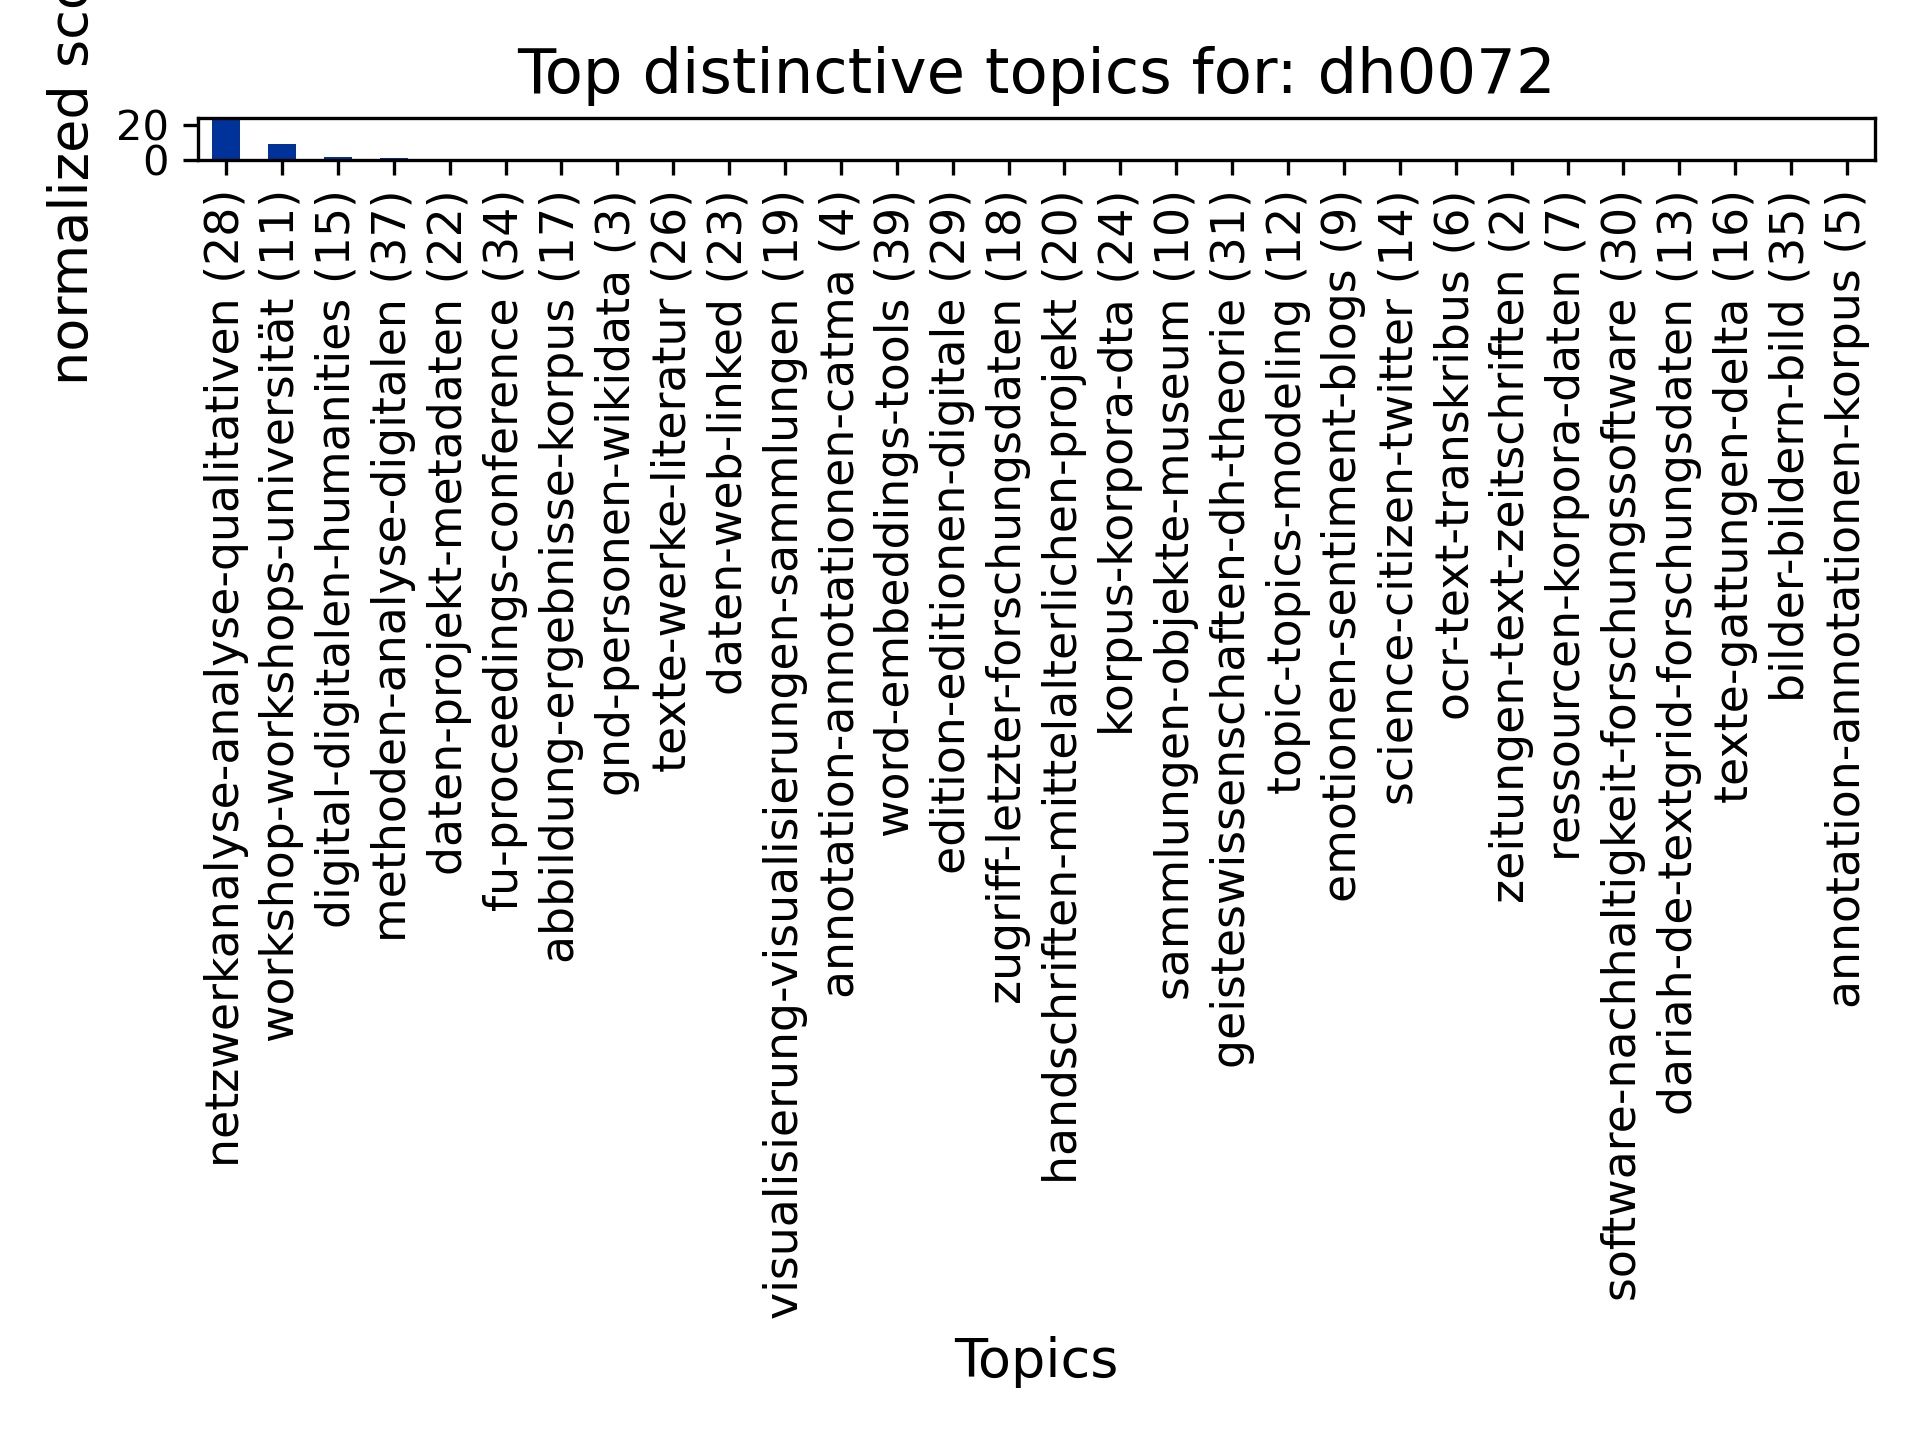 Top distinctive topics for: dh0072
normalized sco
20
0
netzwerkanalyse-analyse-qualitativen (28)
workshop-workshops-universität (11)
digital-digitalen-humanities (15)
methoden-analyse-digitalen (37)
daten-projekt-metadaten (22)
fu-proceedings-conference (34)
abbildung-ergebnisse-korpus (17)
gnd-personen-wikidata (3)
texte-werke-literatur (26)
daten-web-linked (23)
visualisierung-visualisierungen-sammlungen (19)
annotation-annotationen-catma (4)
word-embeddings-tools (39)
edition-editionen-digitale (29)
zugriff-letzter-forschungsdaten (18)
handschriften-mittelalterlichen-projekt (20)
korpus-korpora-dta (24)
sammlungen-objekte-museum (10)
geisteswissenschaften-dh-theorie (31)
topic-topics-modeling (12)
emotionen-sentiment-blogs (9)
science-citizen-twitter (14)
ocr-text-transkribus (6)
zeitungen-text-zeitschriften (2)
ressourcen-korpora-daten (7)
software-nachhaltigkeit-forschungssoftware (30)
dariah-de-textgrid-forschungsdaten (13)
texte-gattungen-delta (16)
bilder-bildern-bild (35)
annotation-annotationen-korpus (5)
Topics